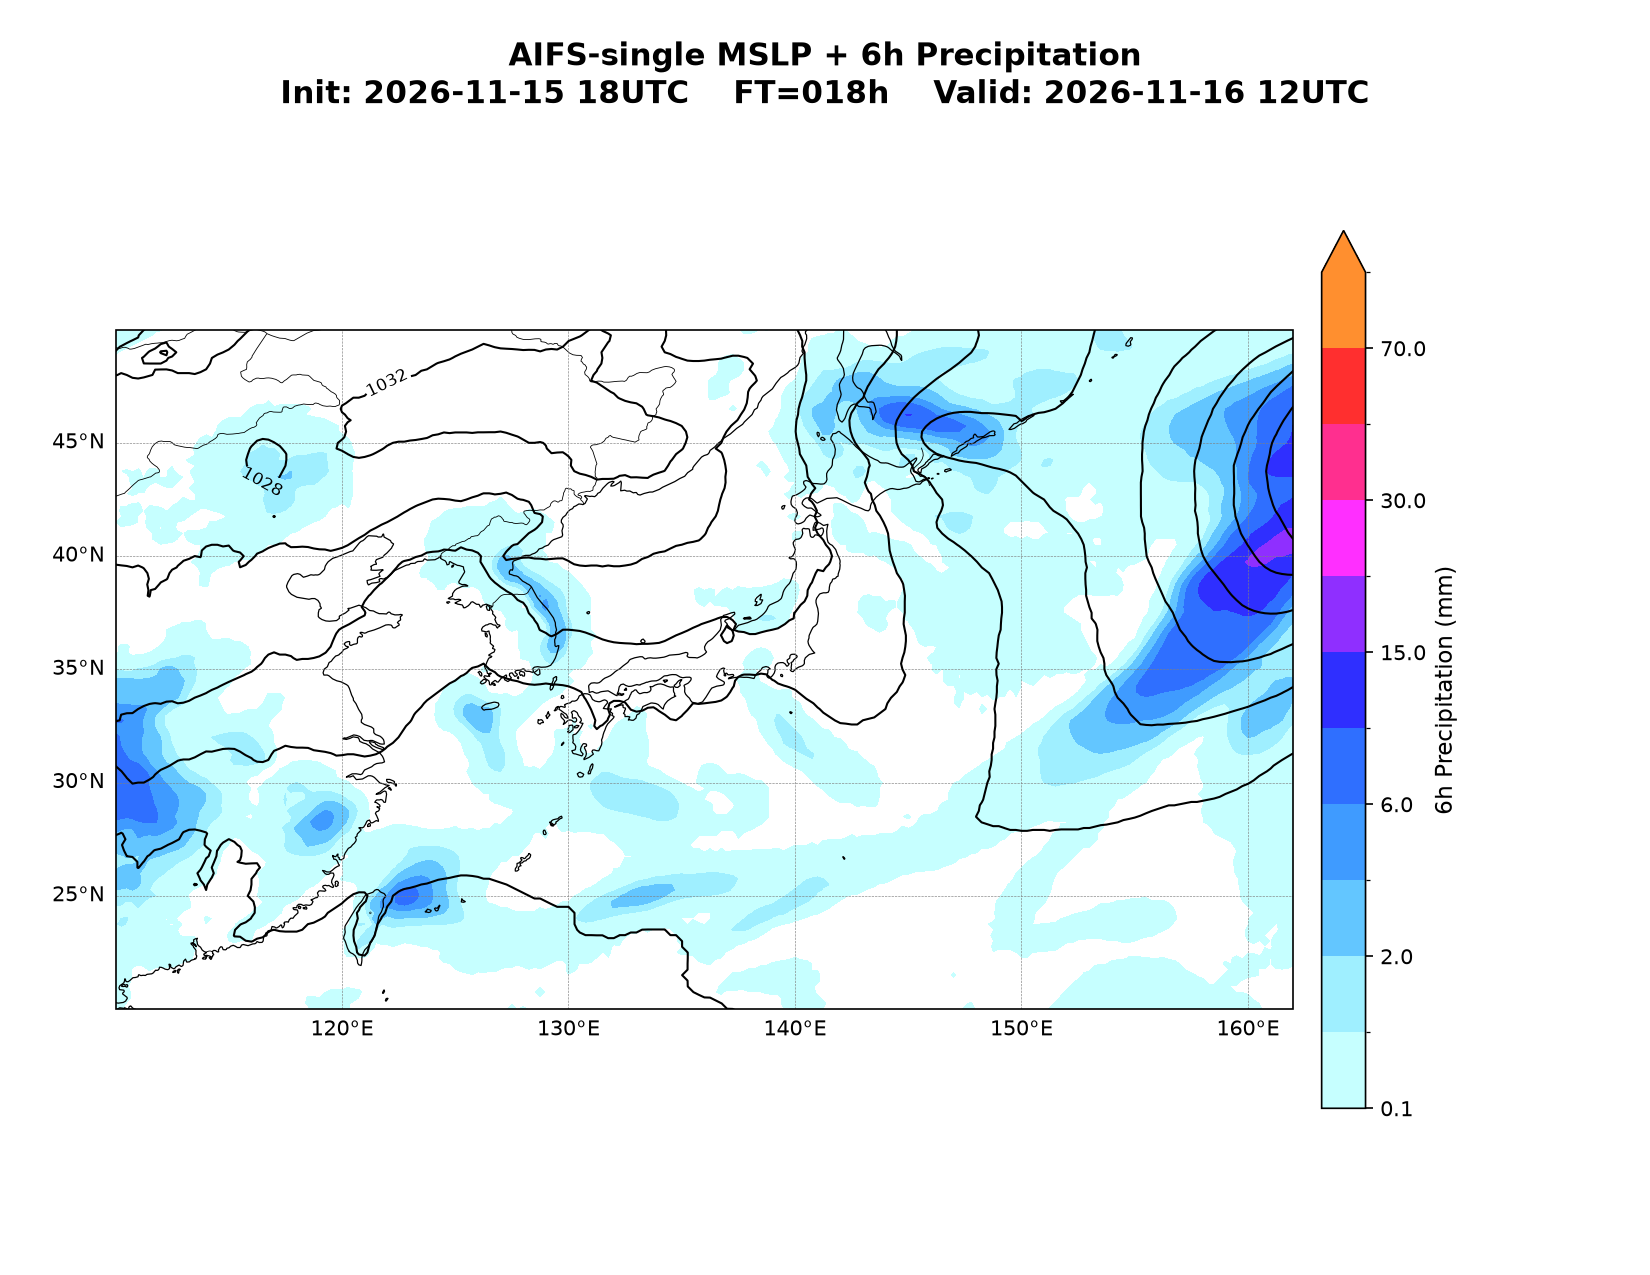 AIFS-single MSLP + 6h Precipitation
Init: 2026-11-15 18UTC    FT=018h    Valid: 2026-11-16 12UTC
1032
1028
45°N
40°N
35°N
30°N
25°N
120°E
130°E
140°E
150°E
160°E
70.0
30.0
15.0
6.0
2.0
0.1
6h Precipitation (mm)